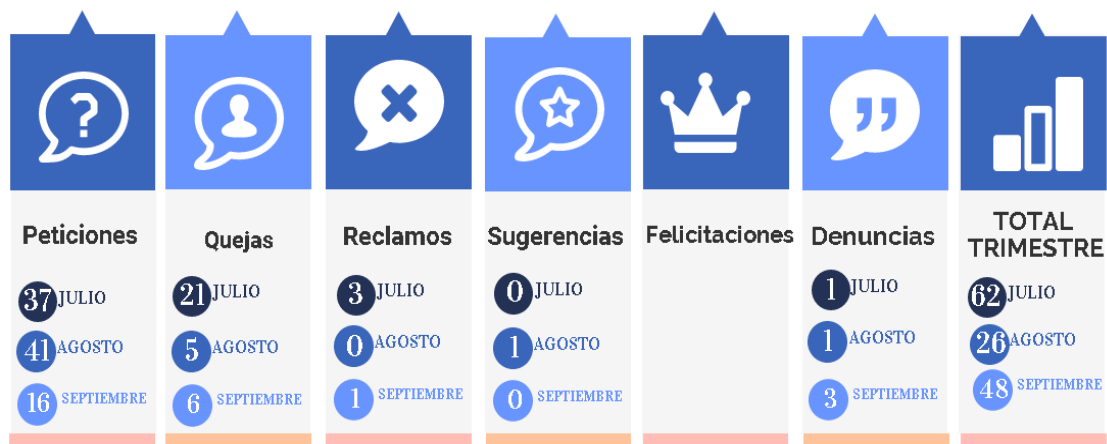 Peticiones
37 JULIO
41 AGOSTO
16 SEPTIEMBRE
Quejas
21 JULIO
5 AGOSTO
6 SEPTIEMBRE
Reclamos
3 JULIO
0 AGOSTO
1 SEPTIEMBRE
Sugerencias
0 JULIO
1 AGOSTO
0 SEPTIEMBRE
Felicitaciones
Denuncias
1 JULIO
1 AGOSTO
3 SEPTIEMBRE
TOTAL
TRIMESTRE
62 JULIO
26 AGOSTO
48 SEPTIEMBRE